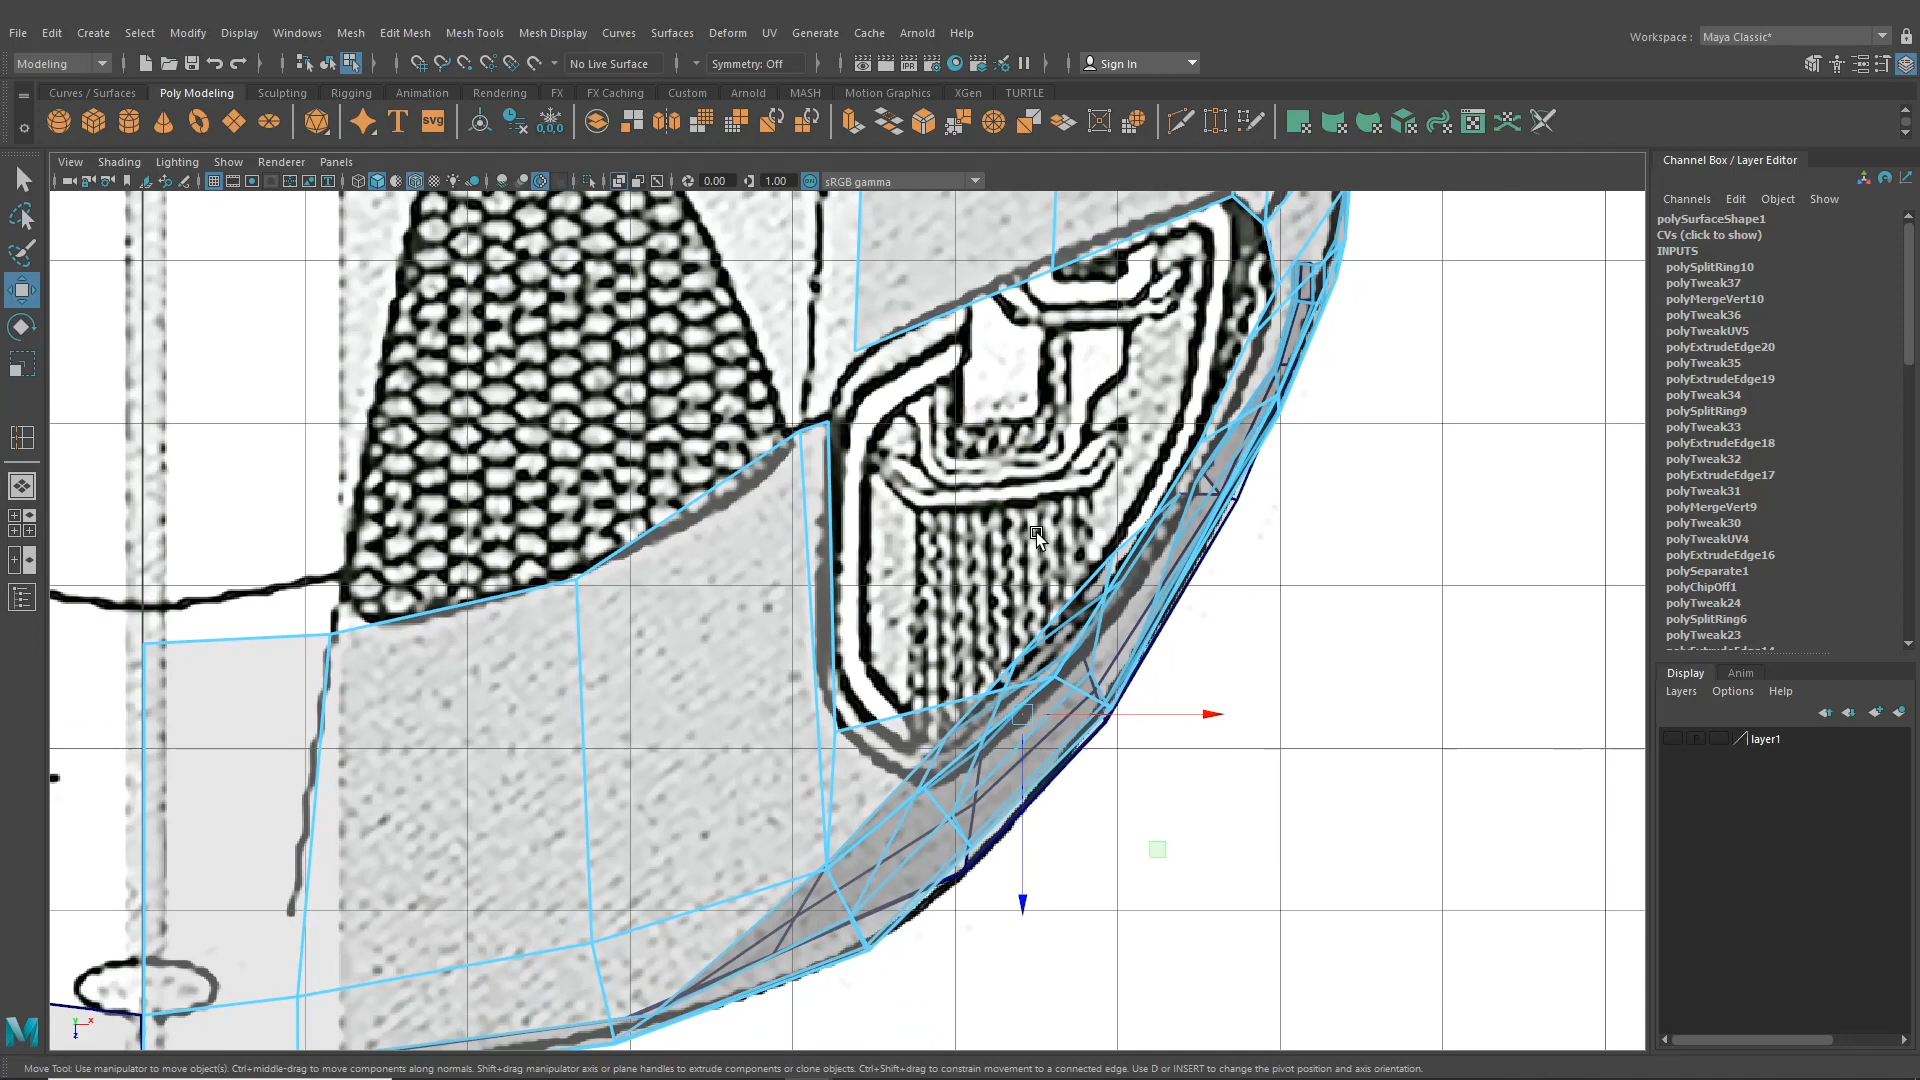 File Edit Create Select Modify Display Windows Mesh Edit Mesh Mesh Tools Mesh Display Curves Surfaces Deform UV Generate Cache Arnold Help
Workspace : Maya Classic*
Modeling No Live Surface Symmetry: Off Sign In
Curves / Surfaces Poly Modeling Sculpting Rigging Animation Rendering FX FX Caching Custom Arnold MASH Motion Graphics XGen TURTLE
T svg 0,0,0
View Shading Lighting Show Renderer Panels
0.00 1.00 ON sRGB gamma
Channel Box / Layer Editor
Channels Edit Object Show
polySurfaceShape1
CVs (click to show)
INPUTS
polySplitRing10
polyTweak37
polyMergeVert10
polyTweak36
polyTweakUV5
polyExtrudeEdge20
polyTweak35
polyExtrudeEdge19
polyTweak34
polySplitRing9
polyTweak33
polyExtrudeEdge18
polyTweak32
polyExtrudeEdge17
polyTweak31
polyMergeVert9
polyTweak30
polyTweakUV4
polyExtrudeEdge16
polySeparate1
polyChipOff1
polyTweak24
polySplitRing6
polyTweak23
Display Anim
Layers Options Help
layer1
y x
z
M
Move Tool: Use manipulator to move object(s). Ctrl+middle-drag to move components along normals. Shift+drag manipulator axis or plane handles to extrude components or clone objects. Ctrl+Shift+drag to constrain movement to a connected edge. Use D or INSERT to change the pivot position and axis orientation.